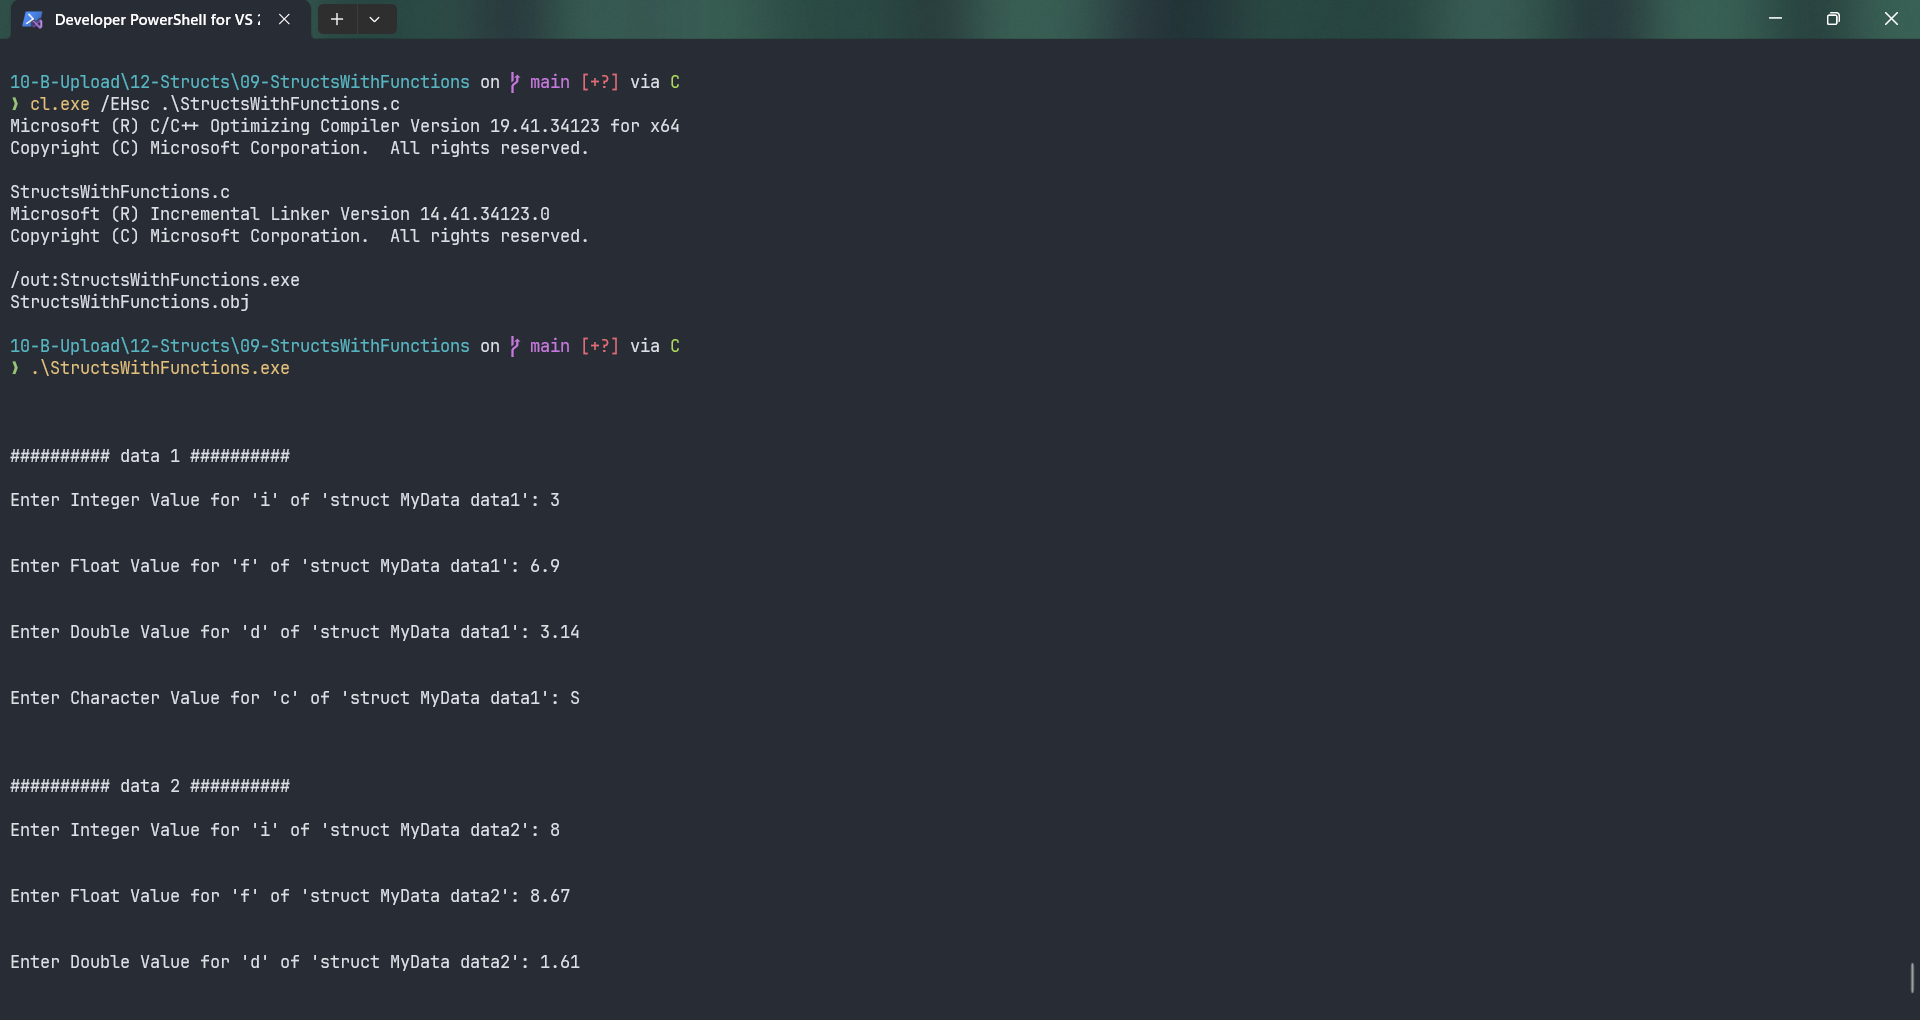 Developer PowerShell for VS
10-B-Upload\12-Structs\09-StructsWithFunctions on main [+?] via C
❯ cl.exe /EHsc .\StructsWithFunctions.c
Microsoft (R) C/C++ Optimizing Compiler Version 19.41.34123 for x64
Copyright (C) Microsoft Corporation.  All rights reserved.
StructsWithFunctions.c
Microsoft (R) Incremental Linker Version 14.41.34123.0
Copyright (C) Microsoft Corporation.  All rights reserved.
/out:StructsWithFunctions.exe
StructsWithFunctions.obj
10-B-Upload\12-Structs\09-StructsWithFunctions on main [+?] via C
❯ .\StructsWithFunctions.exe
########## data 1 ##########
Enter Integer Value for 'i' of 'struct MyData data1': 3
Enter Float Value for 'f' of 'struct MyData data1': 6.9
Enter Double Value for 'd' of 'struct MyData data1': 3.14
Enter Character Value for 'c' of 'struct MyData data1': S
########## data 2 ##########
Enter Integer Value for 'i' of 'struct MyData data2': 8
Enter Float Value for 'f' of 'struct MyData data2': 8.67
Enter Double Value for 'd' of 'struct MyData data2': 1.61